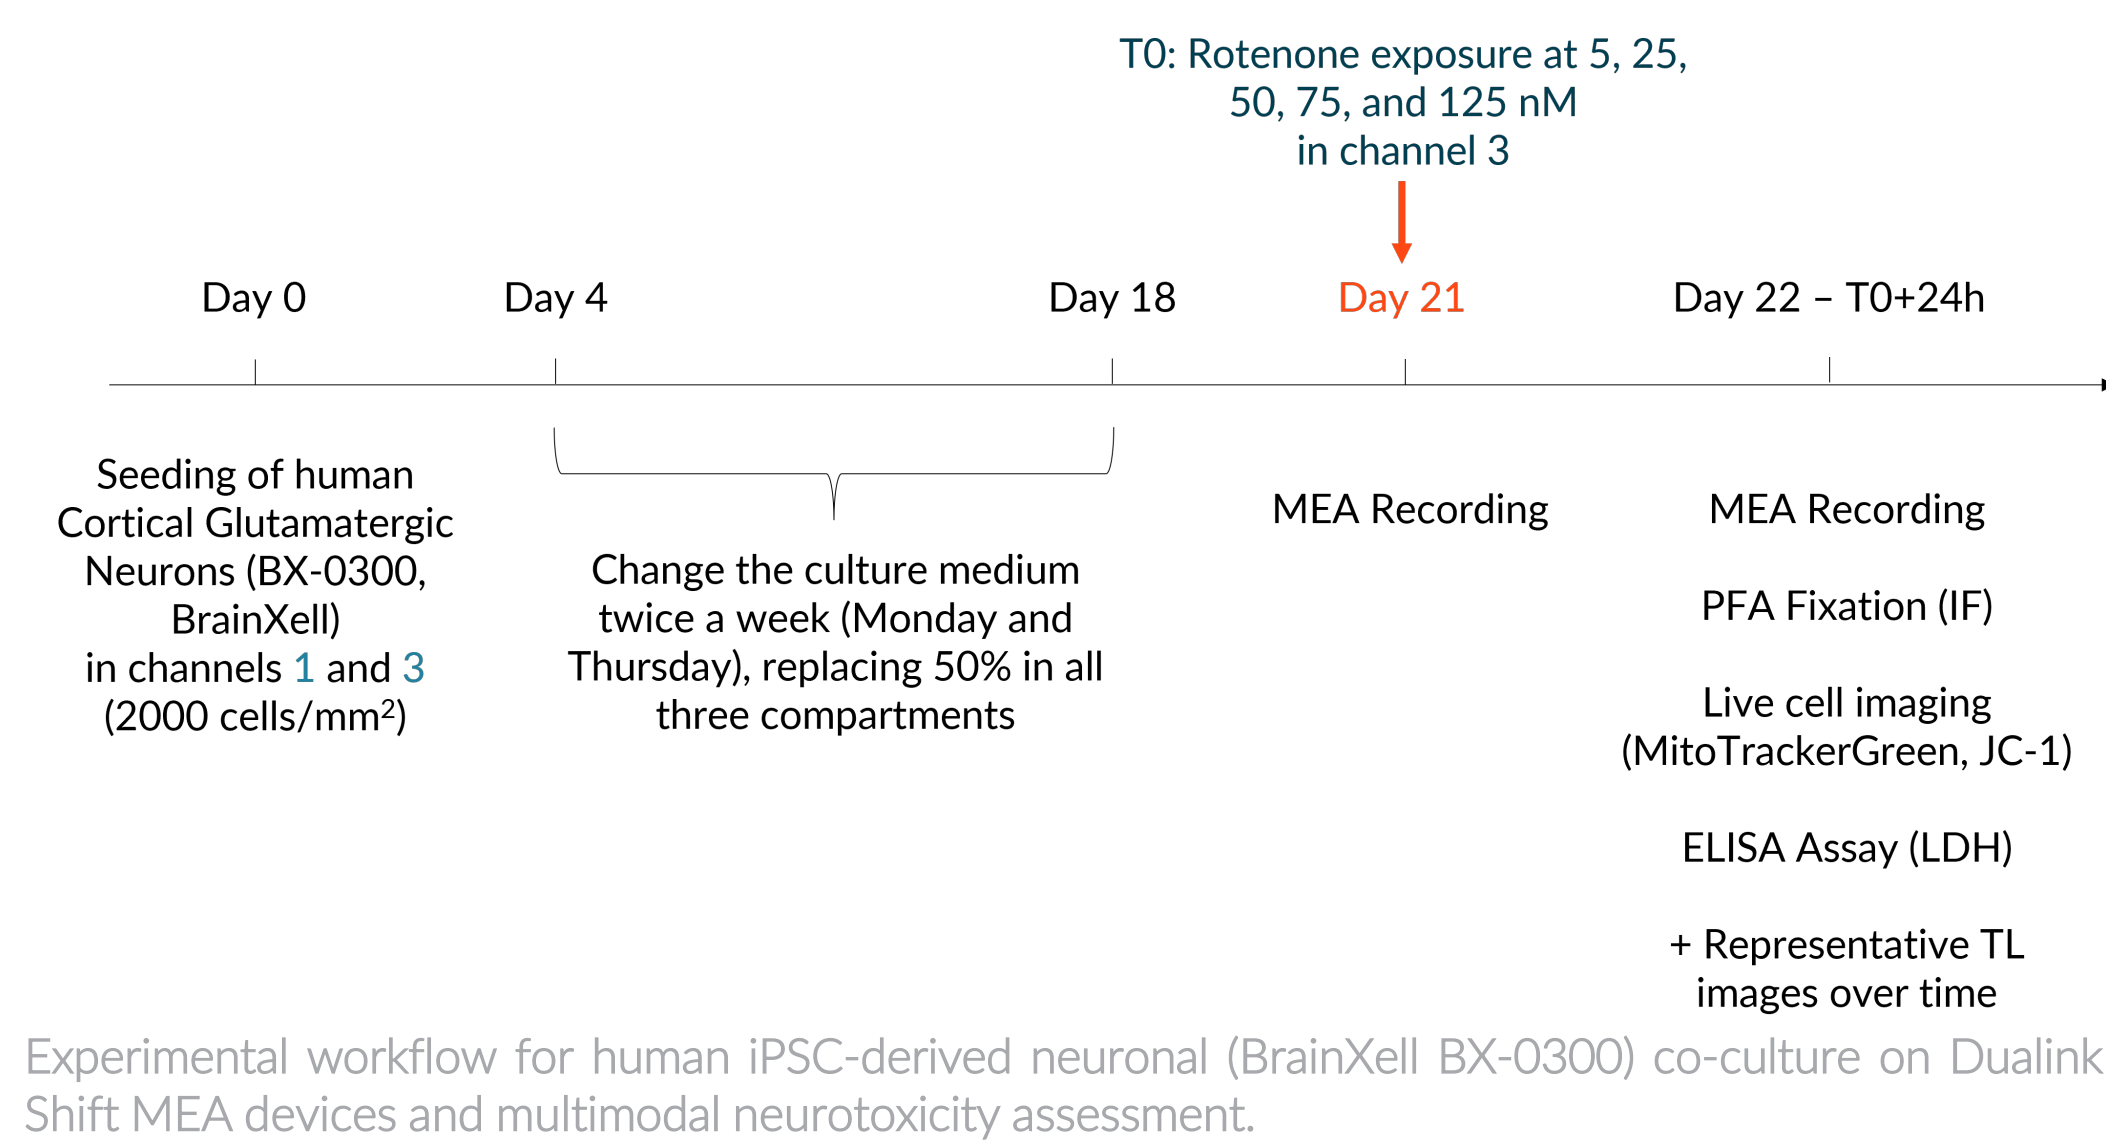 T0: Rotenone exposure at 5, 25,
50, 75, and 125 nM
in channel 3
Day 0
Day 4
Day 18
Day 21
Day 22 – T0+24h
Seeding of human
Cortical Glutamatergic
Neurons (BX-0300,
BrainXell)
in channels 1 and 3
(2000 cells/mm²)
Change the culture medium
twice a week (Monday and
Thursday), replacing 50% in all
three compartments
MEA Recording
MEA Recording
PFA Fixation (IF)
Live cell imaging
(MitoTrackerGreen, JC-1)
ELISA Assay (LDH)
+ Representative TL
images over time
Experimental workflow for human iPSC-derived neuronal (BrainXell BX-0300) co-culture on Dualink
Shift MEA devices and multimodal neurotoxicity assessment.